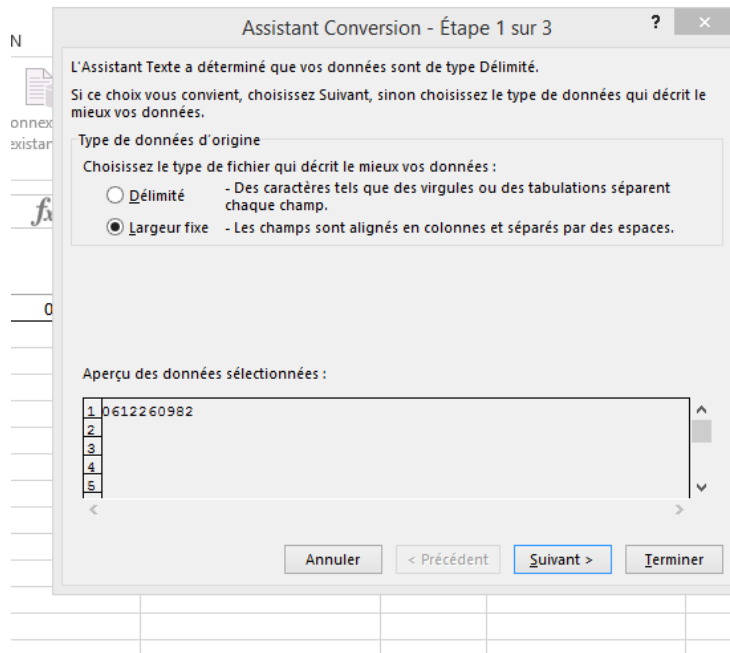 Assistant Conversion - Étape 1 sur 3
?
N
L'Assistant Texte a déterminé que vos données sont de type Délimité.
Si ce choix vous convient, choisissez Suivant, sinon choisissez le type de données qui décrit le
mieux vos données.
onnex
existan
Type de données d'origine
Choisissez le type de fichier qui décrit le mieux vos données :
Délimité
- Des caractères tels que des virgules ou des tabulations séparent
chaque champ.
fx
Largeur fixe
- Les champs sont alignés en colonnes et séparés par des espaces.
0
Aperçu des données sélectionnées :
1 0612260982
2
3
4
5
Annuler
< Précédent
Suivant >
Terminer